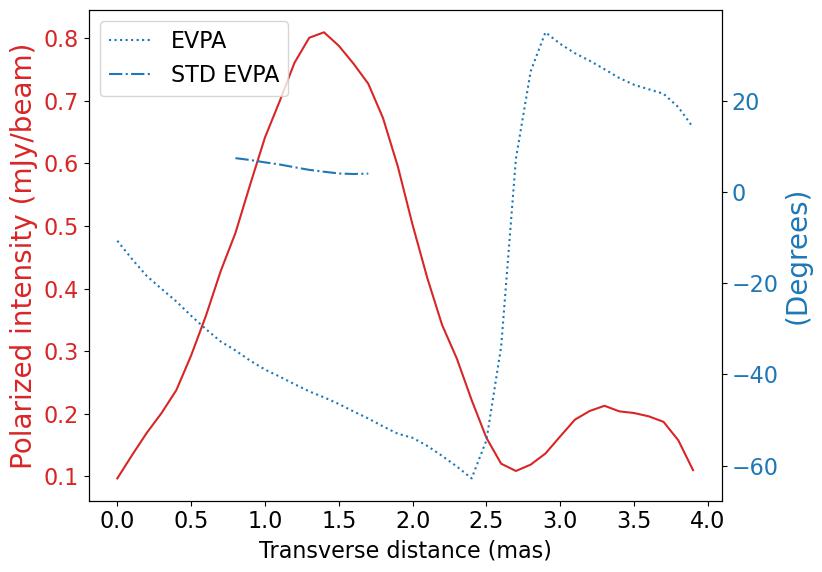 EVPA
STD EVPA
Polarized intensity (mJy/beam)
0.8
0.7
0.6
0.5
0.4
0.3
0.2
0.1
20
0
−20
−40
−60
(Degrees)
0.0 0.5 1.0 1.5 2.0 2.5 3.0 3.5 4.0
Transverse distance (mas)